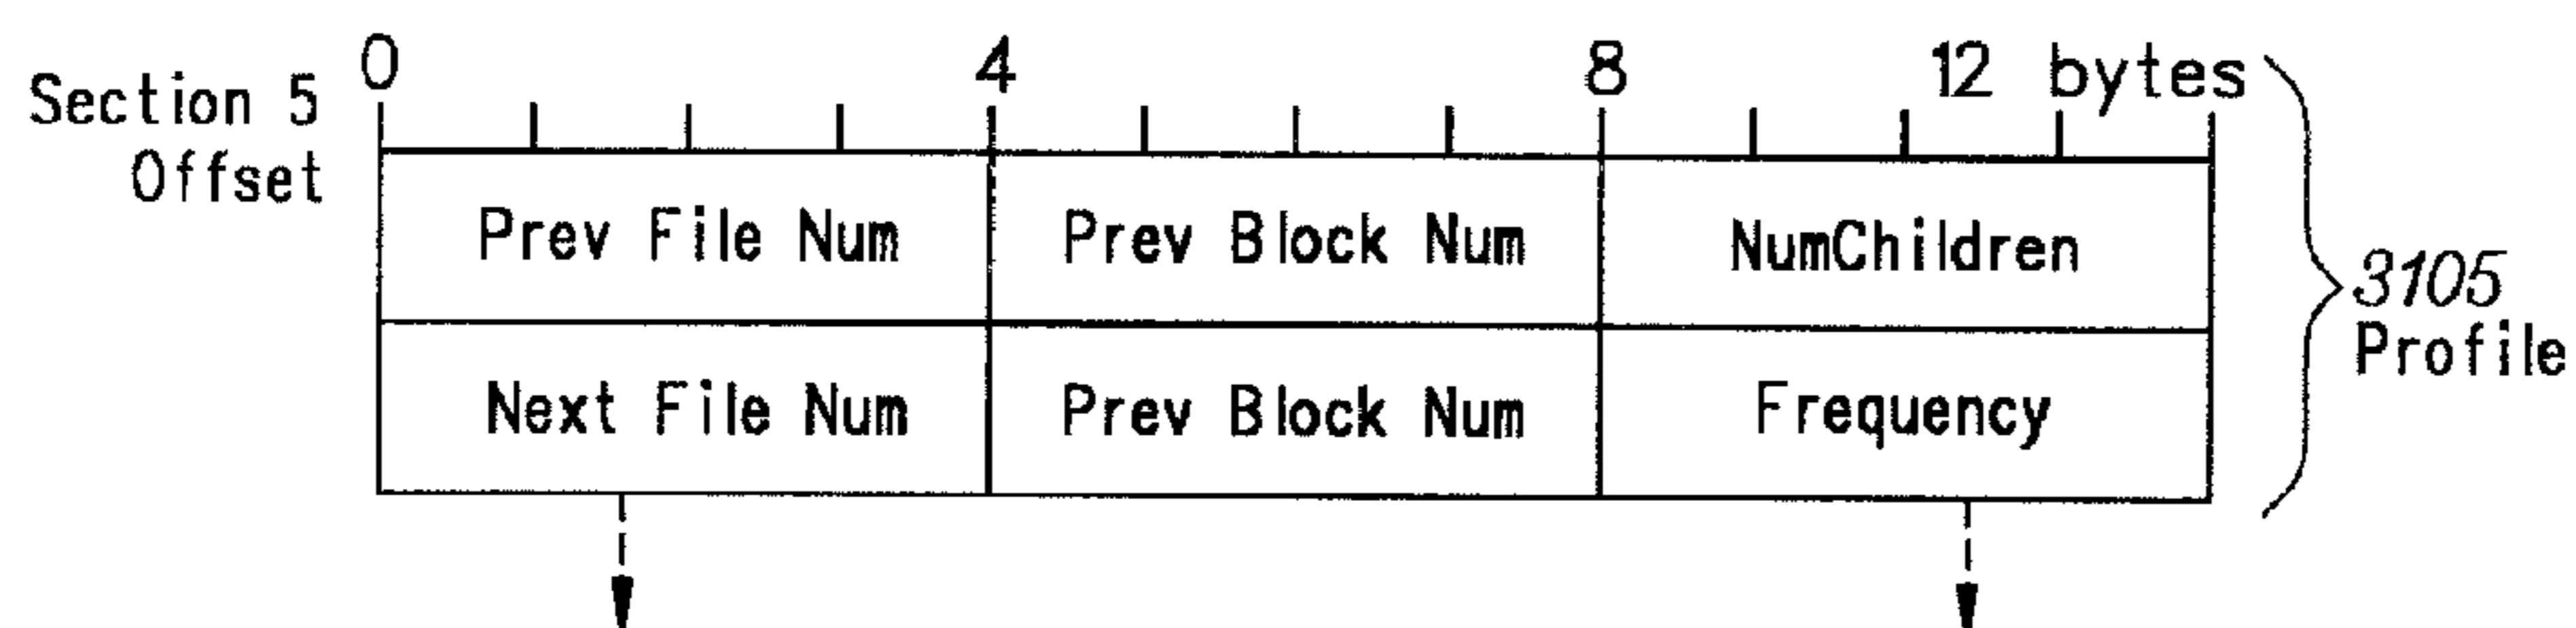 Section 5
Offset
0 4 8 12 bytes
Prev File Num Prev Block Num NumChildren
Next File Num Prev Block Num Frequency
3105
Profile